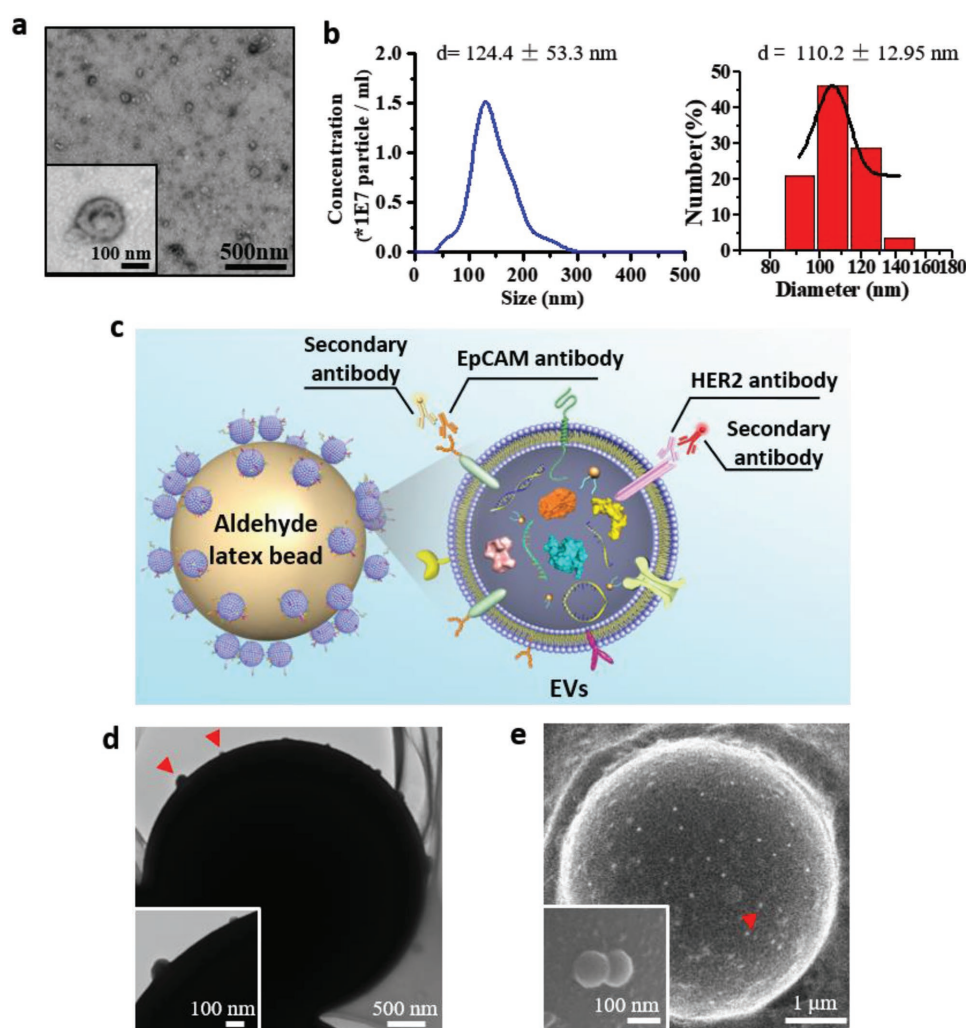 a
100 nm
500nm
b
d= 124.4 ± 53.3 nm
Concentration
(*1E7 particle / ml)
2.0
1.5
1.0
0.5
0.0
0 100 200 300 400 500
Size (nm)
d = 110.2 ± 12.95 nm
Number(%)
50
40
30
20
10
0
80 100 120 140 160 180
Diameter (nm)
c
Secondary
antibody
EpCAM antibody
HER2 antibody
Secondary
antibody
Aldehyde
latex bead
EVs
d
100 nm
500 nm
e
100 nm
1 μm